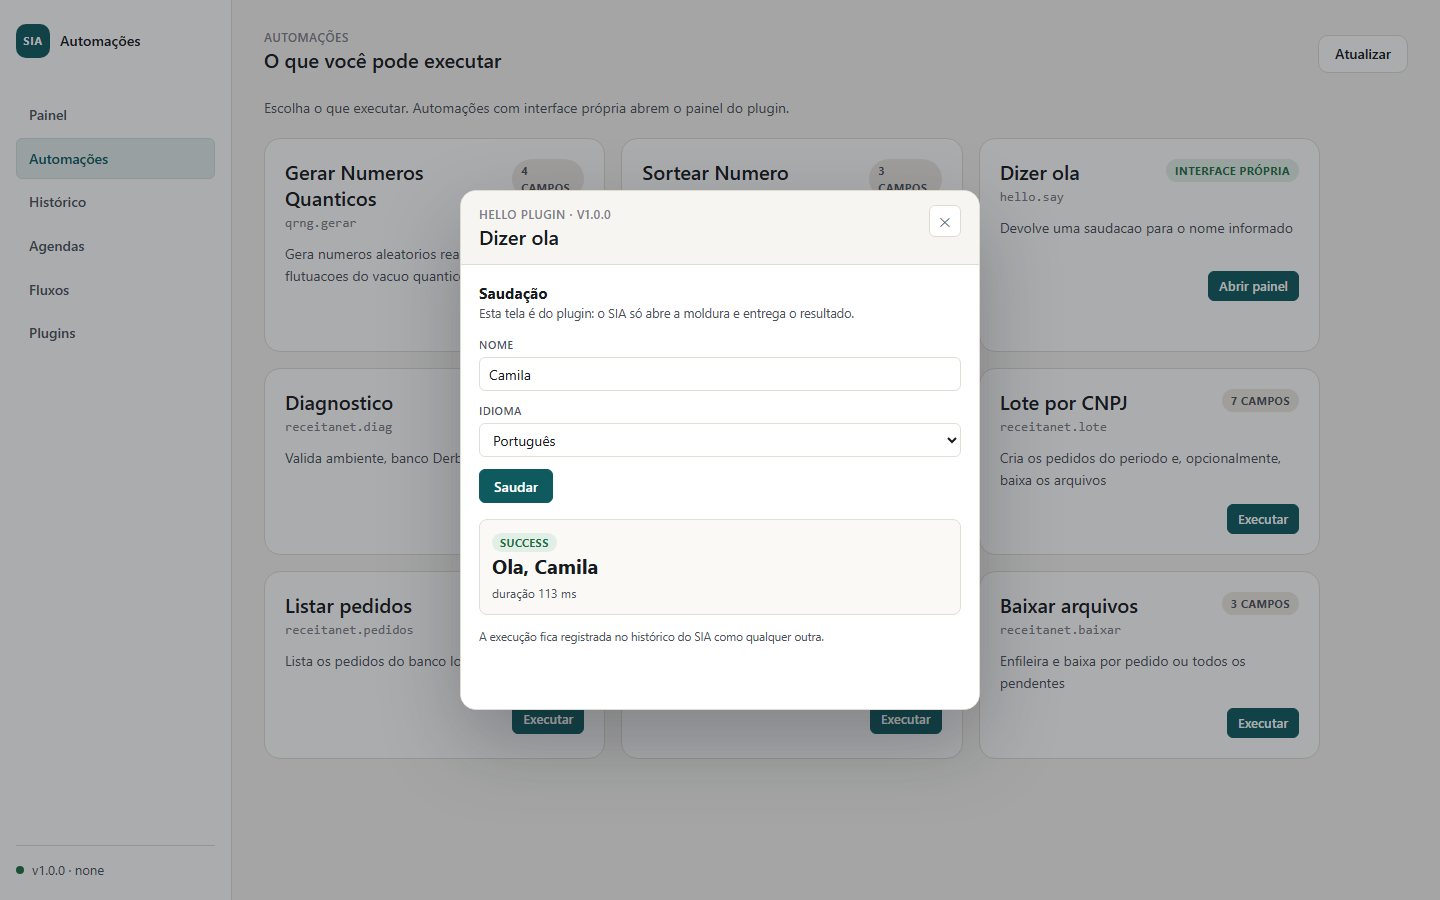 SIA
Automações
Painel
Automações
Histórico
Agendas
Fluxos
Plugins
v1.0.0 · none
AUTOMAÇÕES
O que você pode executar
Atualizar
Escolha o que executar. Automações com interface própria abrem o painel do plugin.
Gerar Numeros
Quanticos
4
CAMPOS
qrng.gerar
Gera numeros aleatorios rea
flutuacoes do vacuo quantic
Sortear Numero
3
CAMPOS
Dizer ola
INTERFACE PRÓPRIA
hello.say
Devolve uma saudacao para o nome informado
Abrir painel
HELLO PLUGIN · V1.0.0
Dizer ola
Saudação
Esta tela é do plugin: o SIA só abre a moldura e entrega o resultado.
NOME
Camila
IDIOMA
Português
Saudar
SUCCESS
Ola, Camila
duração 113 ms
A execução fica registrada no histórico do SIA como qualquer outra.
Diagnostico
receitanet.diag
Valida ambiente, banco Derb
Lote por CNPJ
7 CAMPOS
receitanet.lote
Cria os pedidos do periodo e, opcionalmente,
baixa os arquivos
Executar
Listar pedidos
receitanet.pedidos
Lista os pedidos do banco lo
Executar
Executar
Baixar arquivos
3 CAMPOS
receitanet.baixar
Enfileira e baixa por pedido ou todos os
pendentes
Executar